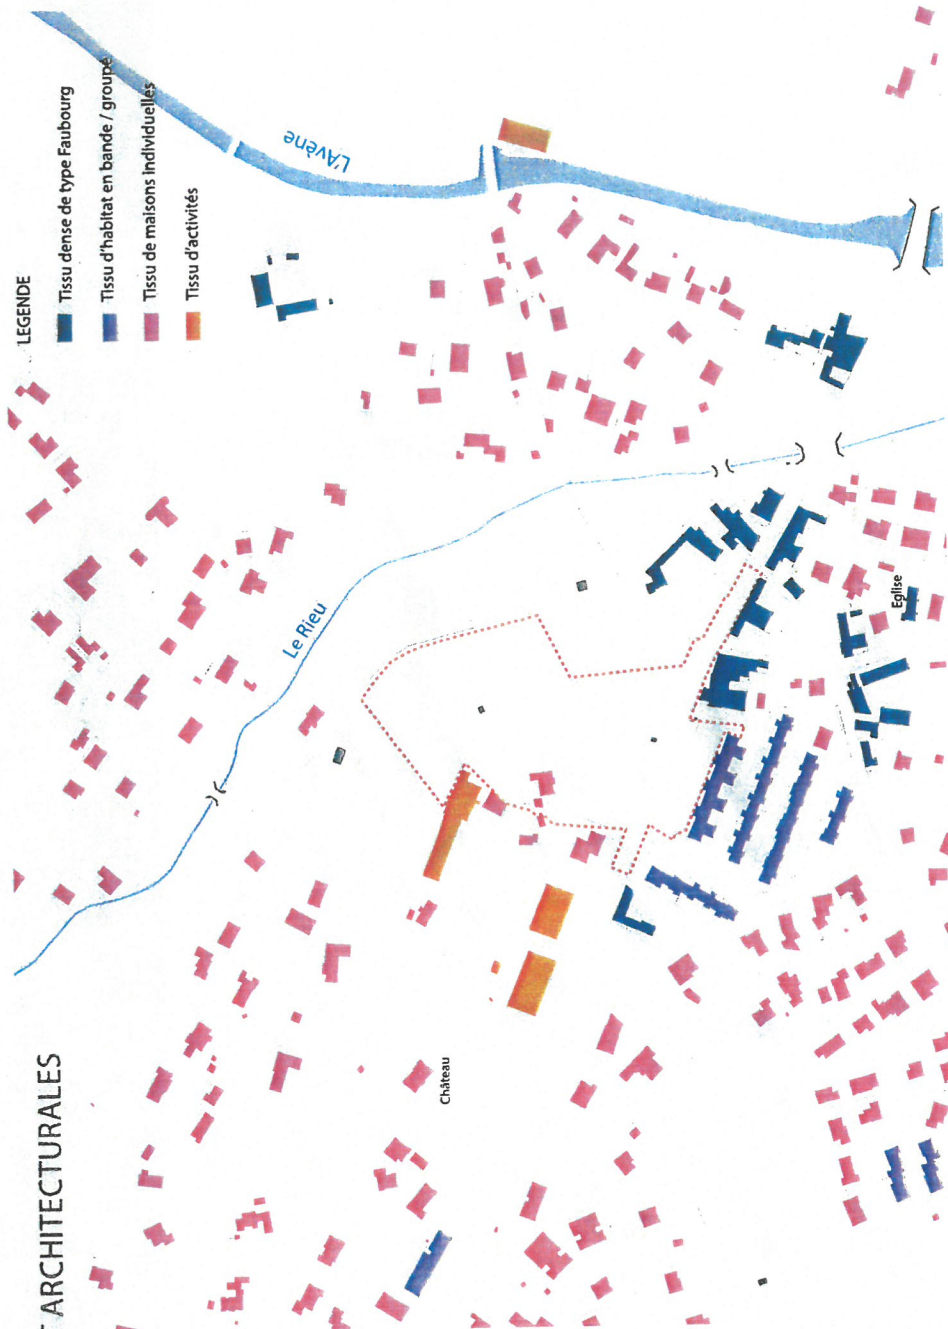 ARCHITECTURALES
LEGENDE
Tissu dense de type Faubourg
Tissu d'habitat en bande / groupé
Tissu de maisons individuelles
Tissu d'activités
L'Avène
Le Rieu
Château
Eglise